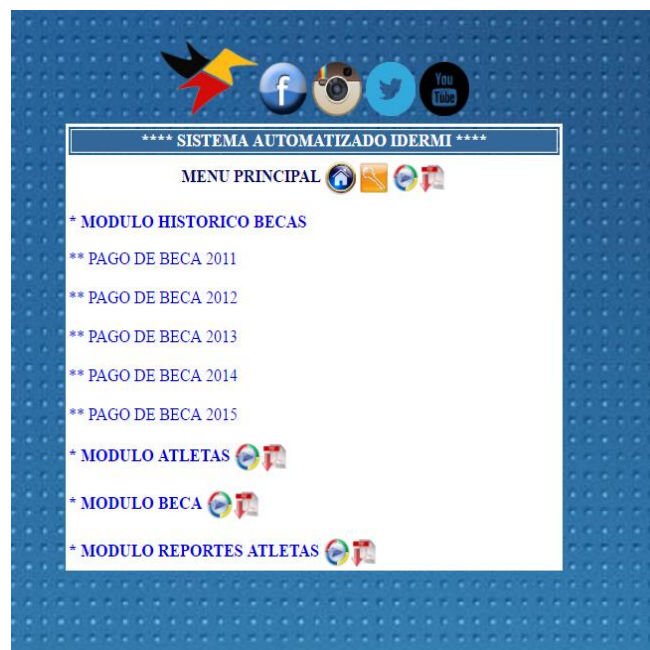 You
Tube
**** SISTEMA AUTOMATIZADO IDERMI ****
MENU PRINCIPAL
* MODULO HISTORICO BECAS
** PAGO DE BECA 2011
** PAGO DE BECA 2012
** PAGO DE BECA 2013
** PAGO DE BECA 2014
** PAGO DE BECA 2015
* MODULO ATLETAS
* MODULO BECA
* MODULO REPORTES ATLETAS